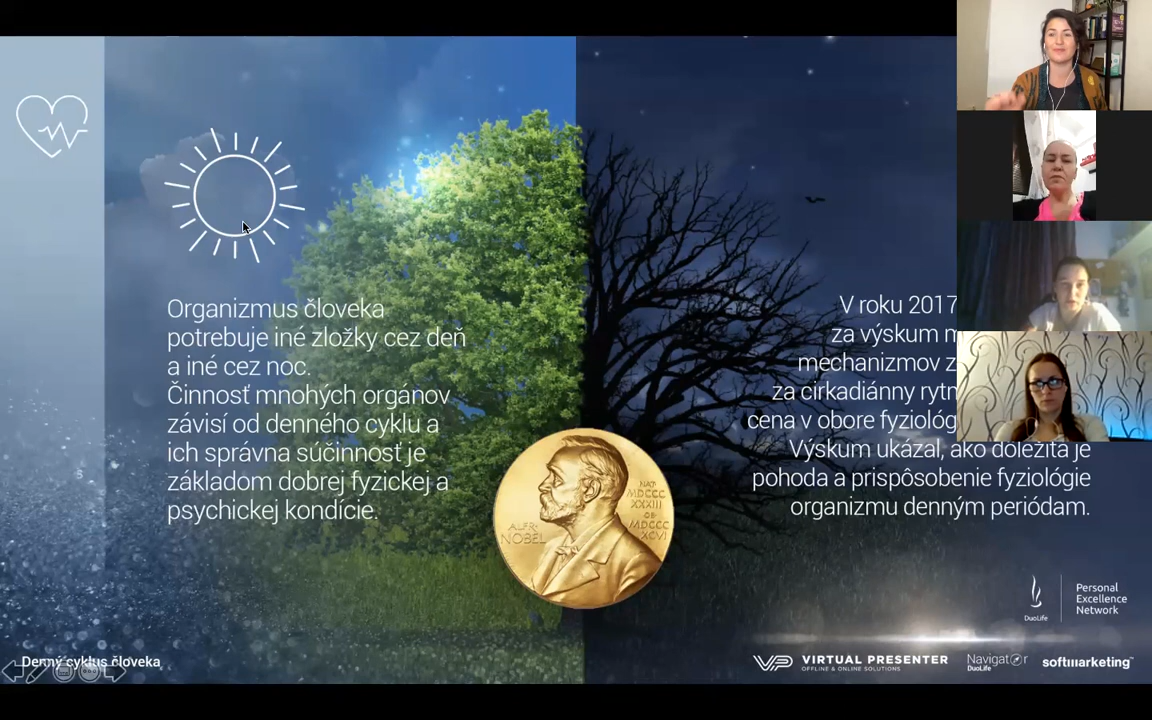 Organizmus človeka
potrebuje iné zložky cez deň
a iné cez noc.
Činnosť mnohých orgánov
závisí od denného cyklu a
ich správna súčinnosť je
základom dobrej fyzickej a
psychickej kondície.
V roku 2017
za výskum m
mechanizmov z
za cirkadiánny rytm
cena v obore fyziológ
Výskum ukázal, ako dôležitá je
pohoda a prispôsobenie fyziológie
organizmu denným periódam.
ALFR·
NOBEL
NAT·
MDCCC
XXXIII
OB·
MDCCC
XCVI
DuoLife
Personal
Excellence
Network
Denný cyklus človeka
VP VIRTUAL PRESENTER
OFFLINE & ONLINE SOLUTIONS
Navigator
DuoLife
softmarketing™